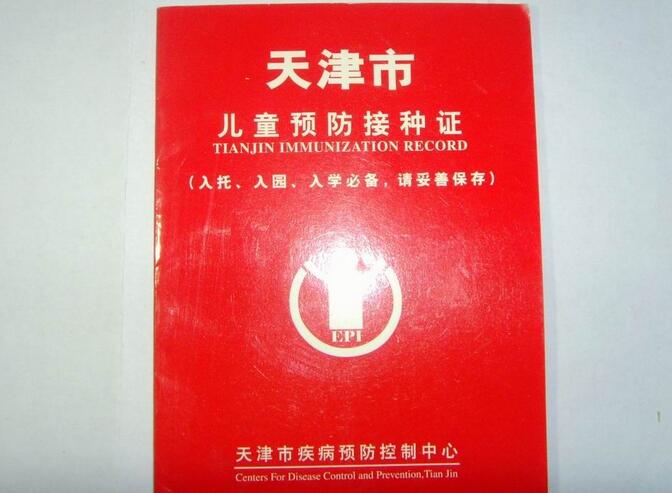 天津市
儿童预防接种证
TIANJIN IMMUNIZATION RECORD
(入托、入园、入学必备,请妥善保存)
EPI
天津市疾病预防控制中心
Centers For Disease Control and Prevention,Tian Jin